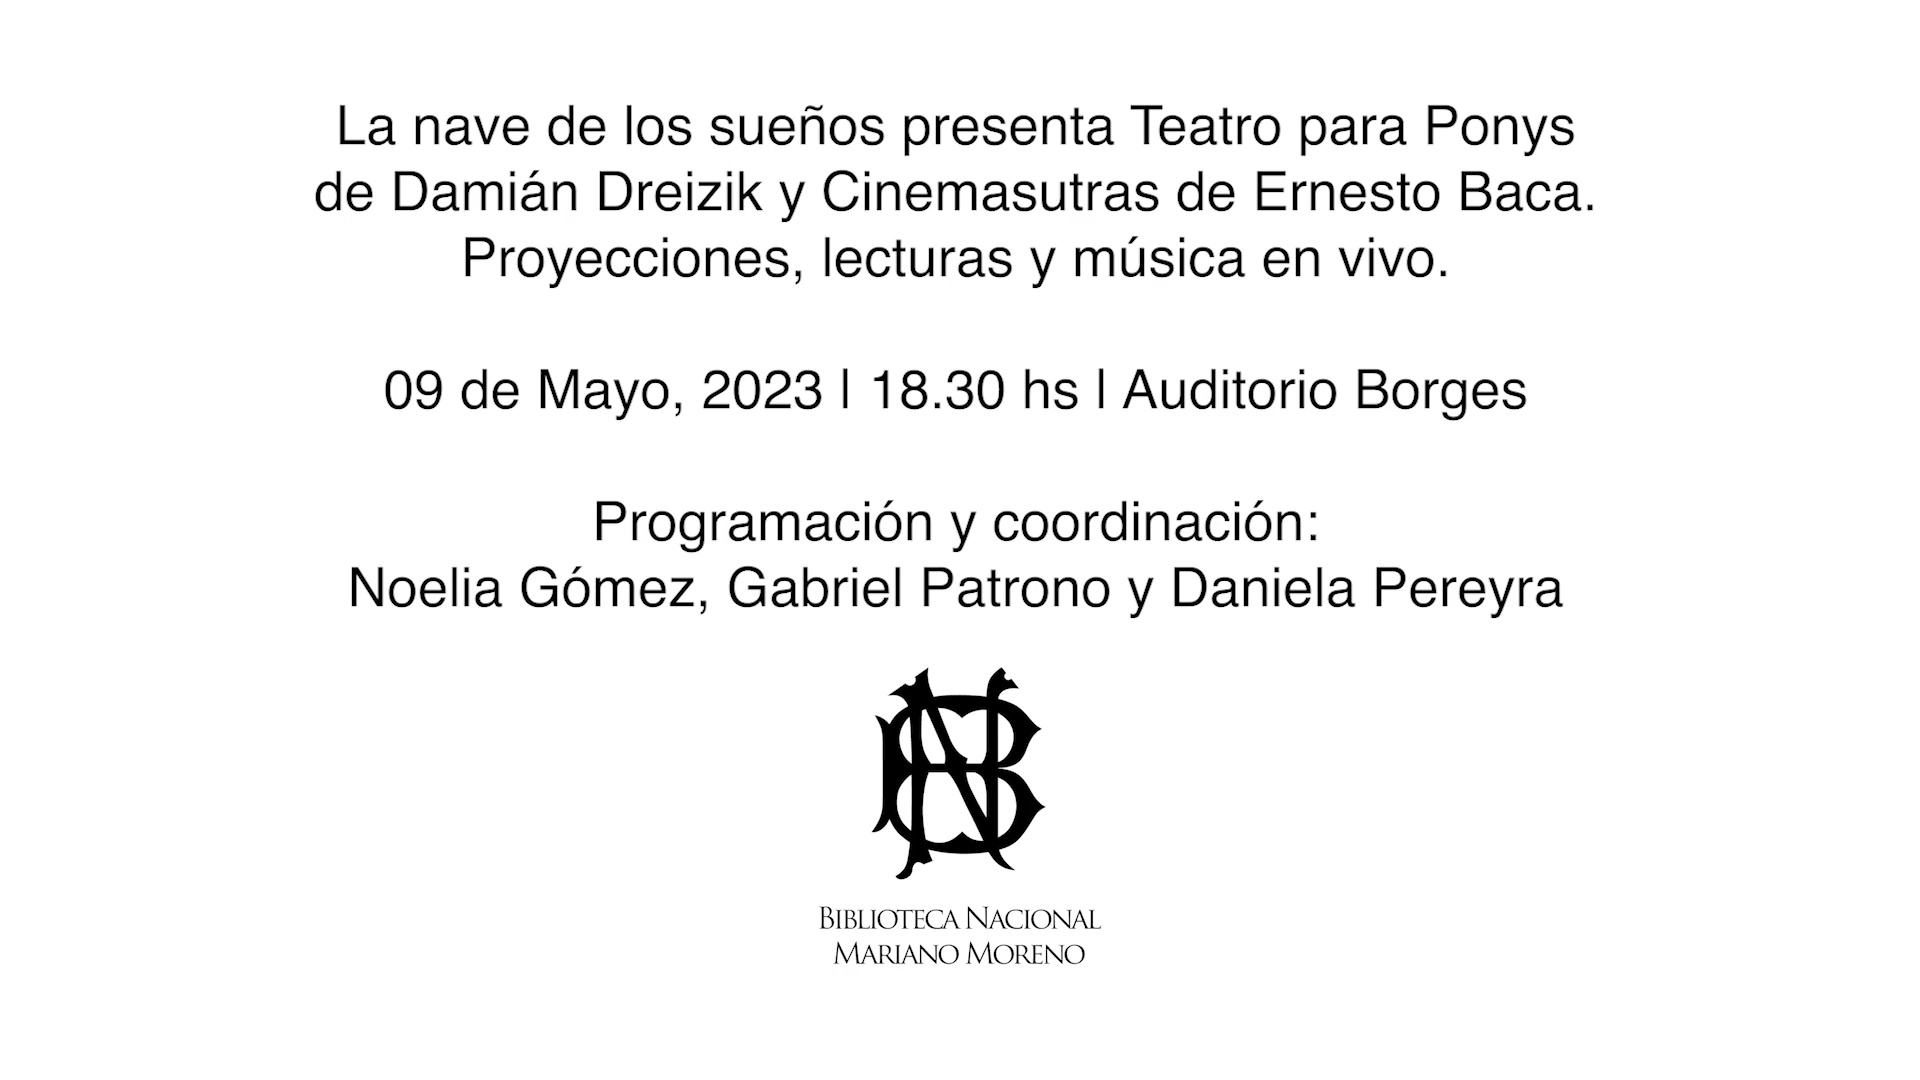 La nave de los sueños presenta Teatro para Ponys
de Damián Dreizik y Cinemasutras de Ernesto Baca.
Proyecciones, lecturas y música en vivo.
09 de Mayo, 2023 | 18.30 hs | Auditorio Borges
Programación y coordinación:
Noelia Gómez, Gabriel Patrono y Daniela Pereyra
BIBLIOTECA NACIONAL
MARIANO MORENO